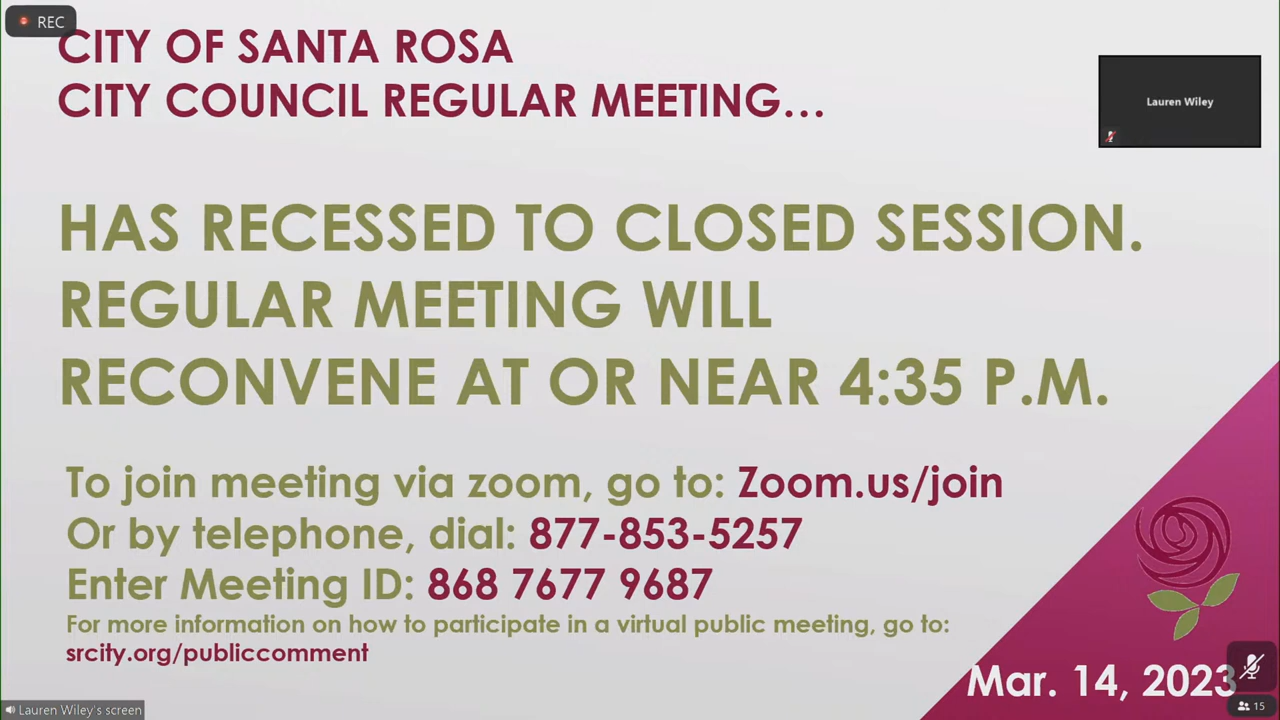 REC
CITY OF SANTA ROSA
CITY COUNCIL REGULAR MEETING...
Lauren Wiley
HAS RECESSED TO CLOSED SESSION.
REGULAR MEETING WILL
RECONVENE AT OR NEAR 4:35 P.M.
To join meeting via zoom, go to: Zoom.us/join
Or by telephone, dial: 877-853-5257
Enter Meeting ID: 868 7677 9687
For more information on how to participate in a virtual public meeting, go to:
srcity.org/publiccomment
Mar. 14, 2023
Lauren Wiley's screen
15